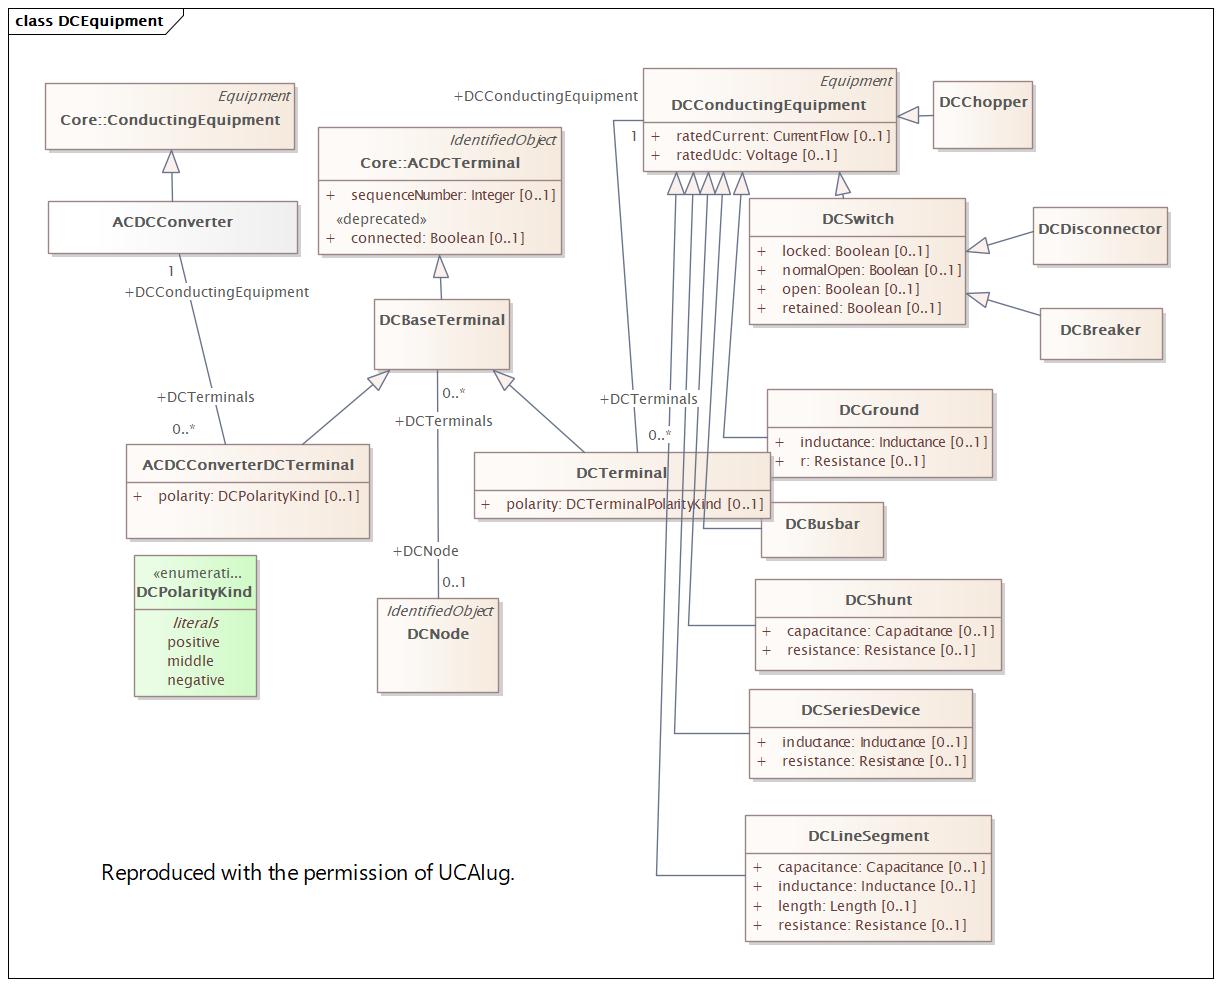 class DCEquipment
Equipment
Core::ConductingEquipment
ACDCConverter
1
+DCConductingEquipment
+DCTerminals
0..*
ACDCConverterDCTerminal
+ polarity: DCPolarityKind [0..1]
«enumerati...
DCPolarityKind
literals
positive
middle
negative
IdentifiedObject
Core::ACDCTerminal
+ sequenceNumber: Integer [0..1]
«deprecated»
+ connected: Boolean [0..1]
DCBaseTerminal
0..*
+DCTerminals
+DCNode
0..1
IdentifiedObject
DCNode
+DCConductingEquipment
1
+DCTerminals
0..*
DCTerminal
+ polarity: DCTerminalPolarityKind [0..1]
Equipment
DCConductingEquipment
+ ratedCurrent: CurrentFlow [0..1]
+ ratedUdc: Voltage [0..1]
DCChopper
DCSwitch
+ locked: Boolean [0..1]
+ normalOpen: Boolean [0..1]
+ open: Boolean [0..1]
+ retained: Boolean [0..1]
DCDisconnector
DCBreaker
DCGround
+ inductance: Inductance [0..1]
+ r: Resistance [0..1]
DCBusbar
DCShunt
+ capacitance: Capacitance [0..1]
+ resistance: Resistance [0..1]
DCSeriesDevice
+ inductance: Inductance [0..1]
+ resistance: Resistance [0..1]
DCLineSegment
+ capacitance: Capacitance [0..1]
+ inductance: Inductance [0..1]
+ length: Length [0..1]
+ resistance: Resistance [0..1]
Reproduced with the permission of UCAIug.